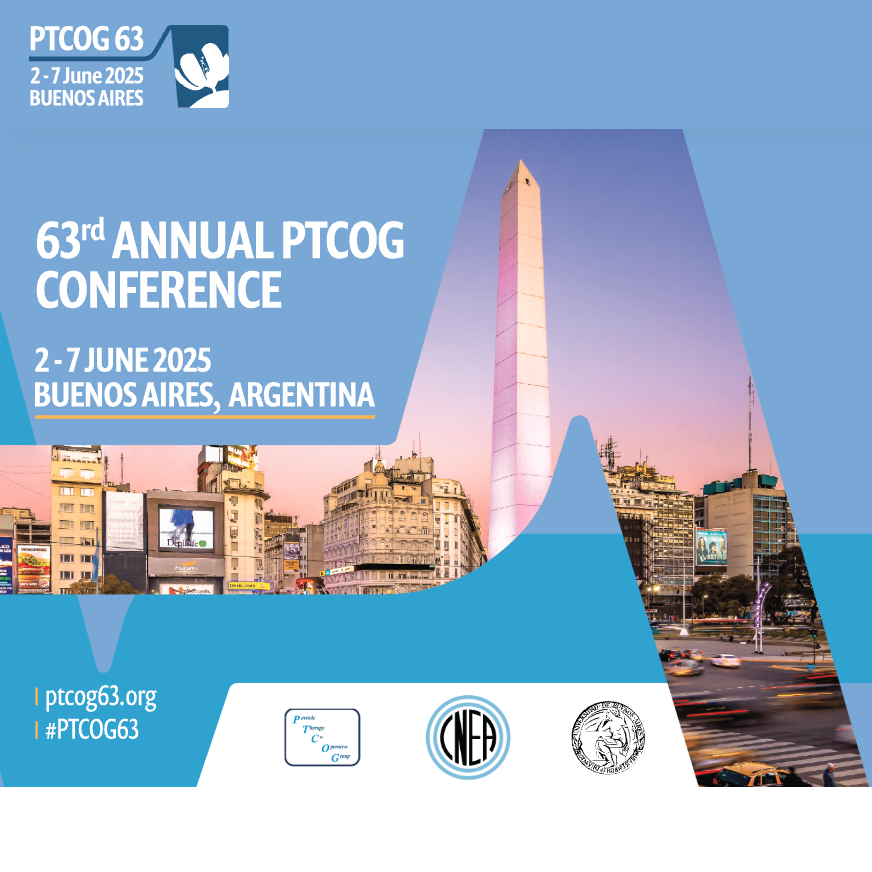 PTCOG 63
2 - 7 June 2025
BUENOS AIRES
63rd ANNUAL PTCOG
CONFERENCE
2 - 7 JUNE 2025
BUENOS AIRES, ARGENTINA
Depilife
| ptcog63.org
| #PTCOG63
Particle
Therapy
Co-
Operative
Group
CNEA